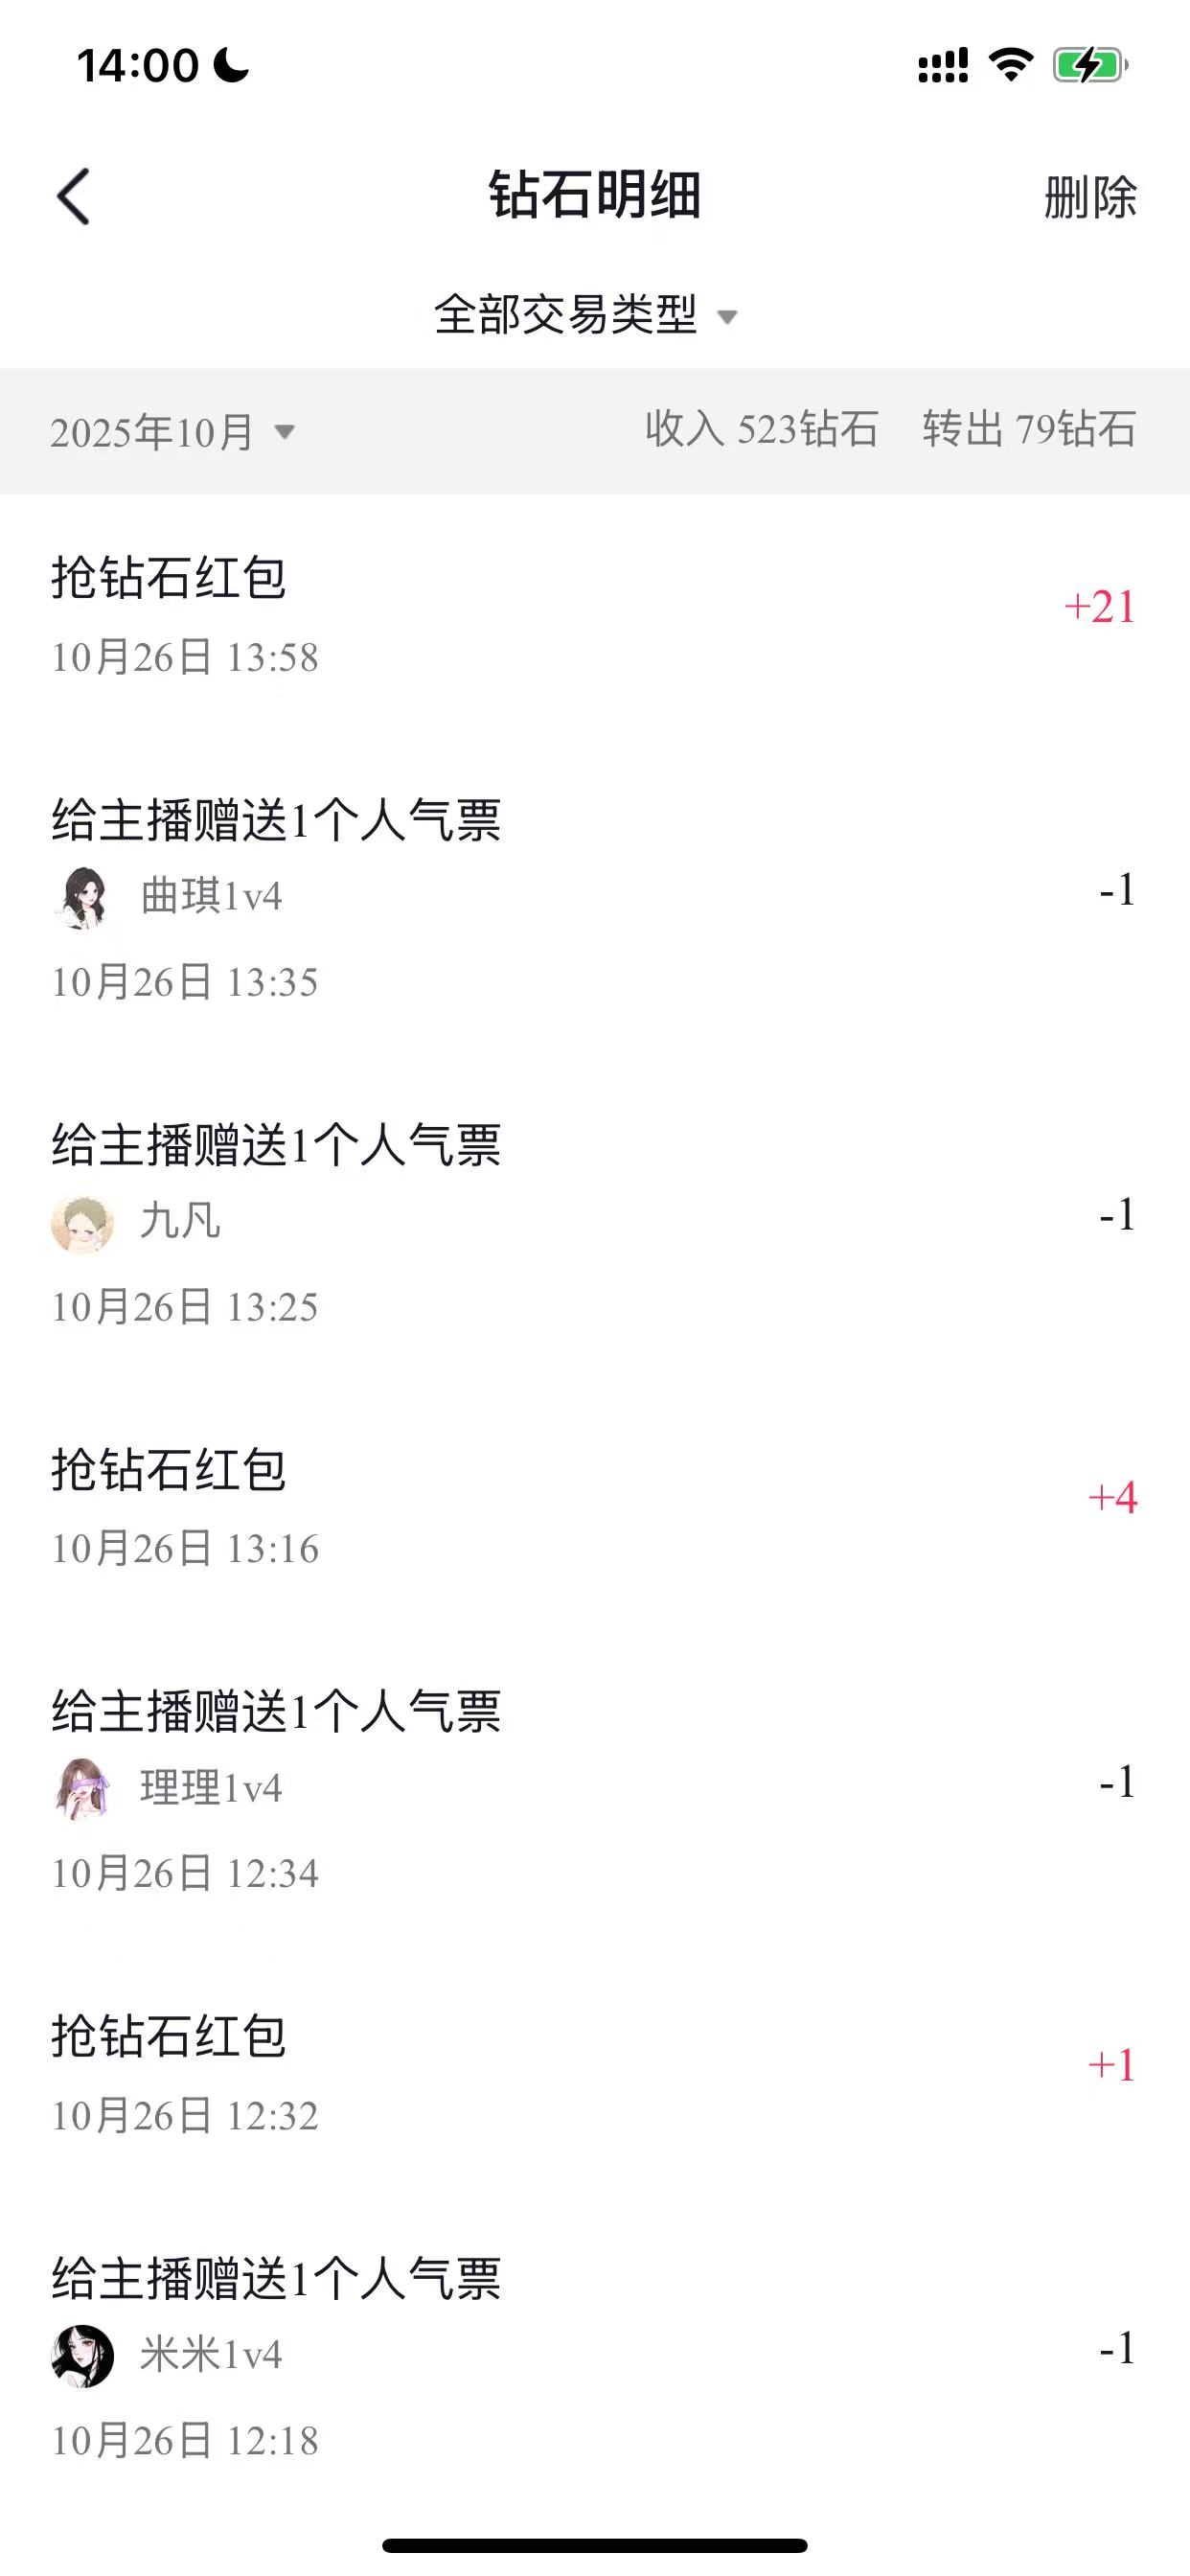 14:00
钻石明细
删除
全部交易类型
2025年10月 收入 523钻石 转出 79钻石
抢钻石红包
+21
10月26日 13:58
给主播赠送1个人气票
曲琪1v4
-1
10月26日 13:35
给主播赠送1个人气票
九凡
-1
10月26日 13:25
抢钻石红包
+4
10月26日 13:16
给主播赠送1个人气票
理理1v4
-1
10月26日 12:34
抢钻石红包
+1
10月26日 12:32
给主播赠送1个人气票
米米1v4
-1
10月26日 12:18